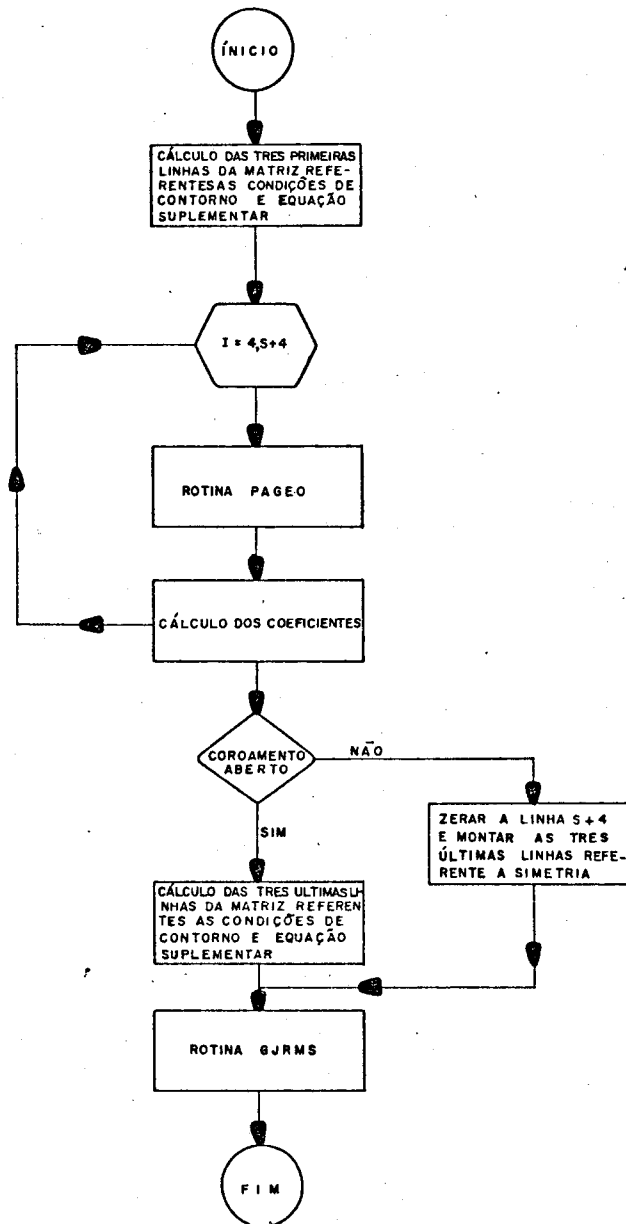 ÍNICIO
CÁLCULO DAS TRES PRIMEIRAS
LINHAS DA MATRIZ REFE-
RENTESAS CONDIÇÕES DE
CONTORNO E EQUAÇÃO
SUPLEMENTAR
I = 4,S+4
ROTINA PAGEO
CÁLCULO DOS COEFICIENTES
COROAMENTO
ABERTO
NÃO
SIM
ZERAR A LINHA S+4
E MONTAR AS TRES
ÚLTIMAS LINHAS REFE-
RENTE A SIMETRIA
CÁLCULO DAS TRES ULTIMAS LI-
NHAS DA MATRIZ REFEREN
TES AS CONDIÇÕES DE
CONTORNO E EQUAÇÃO
SUPLEMENTAR
ROTINA GJRMS
FIM